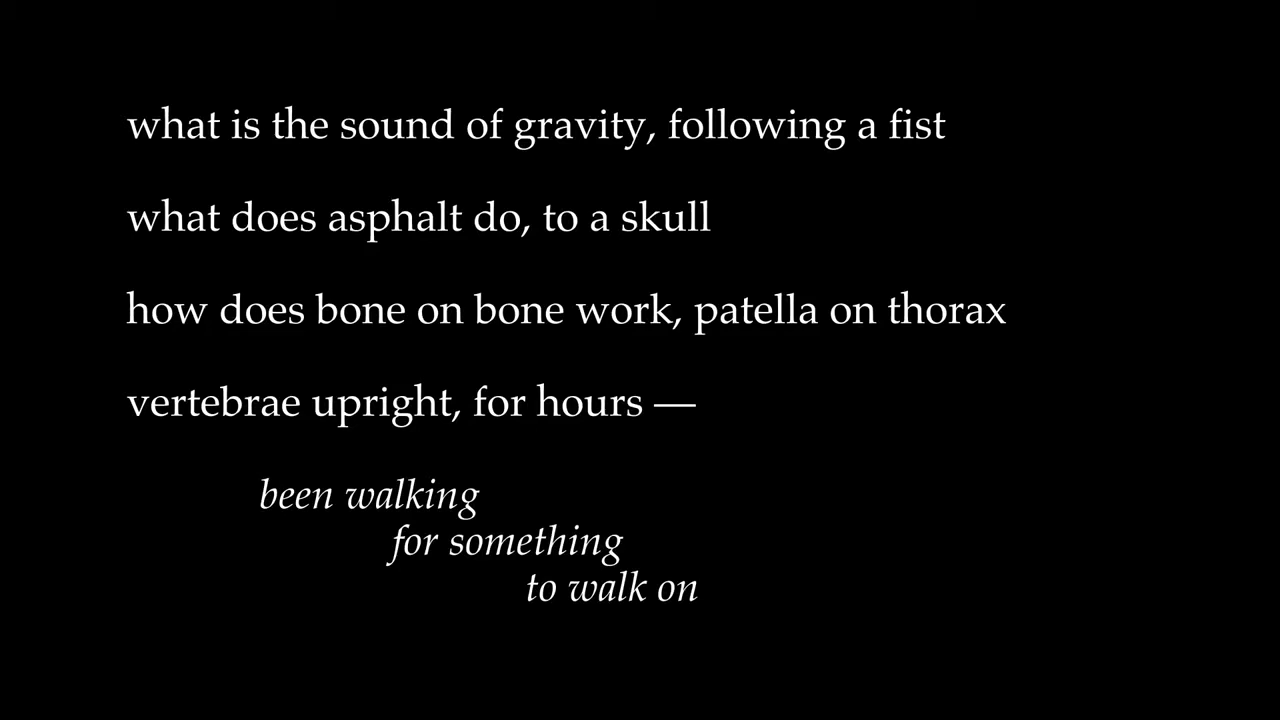 what is the sound of gravity, following a fist
what does asphalt do, to a skull
how does bone on bone work, patella on thorax
vertebrae upright, for hours —
been walking
for something
to walk on